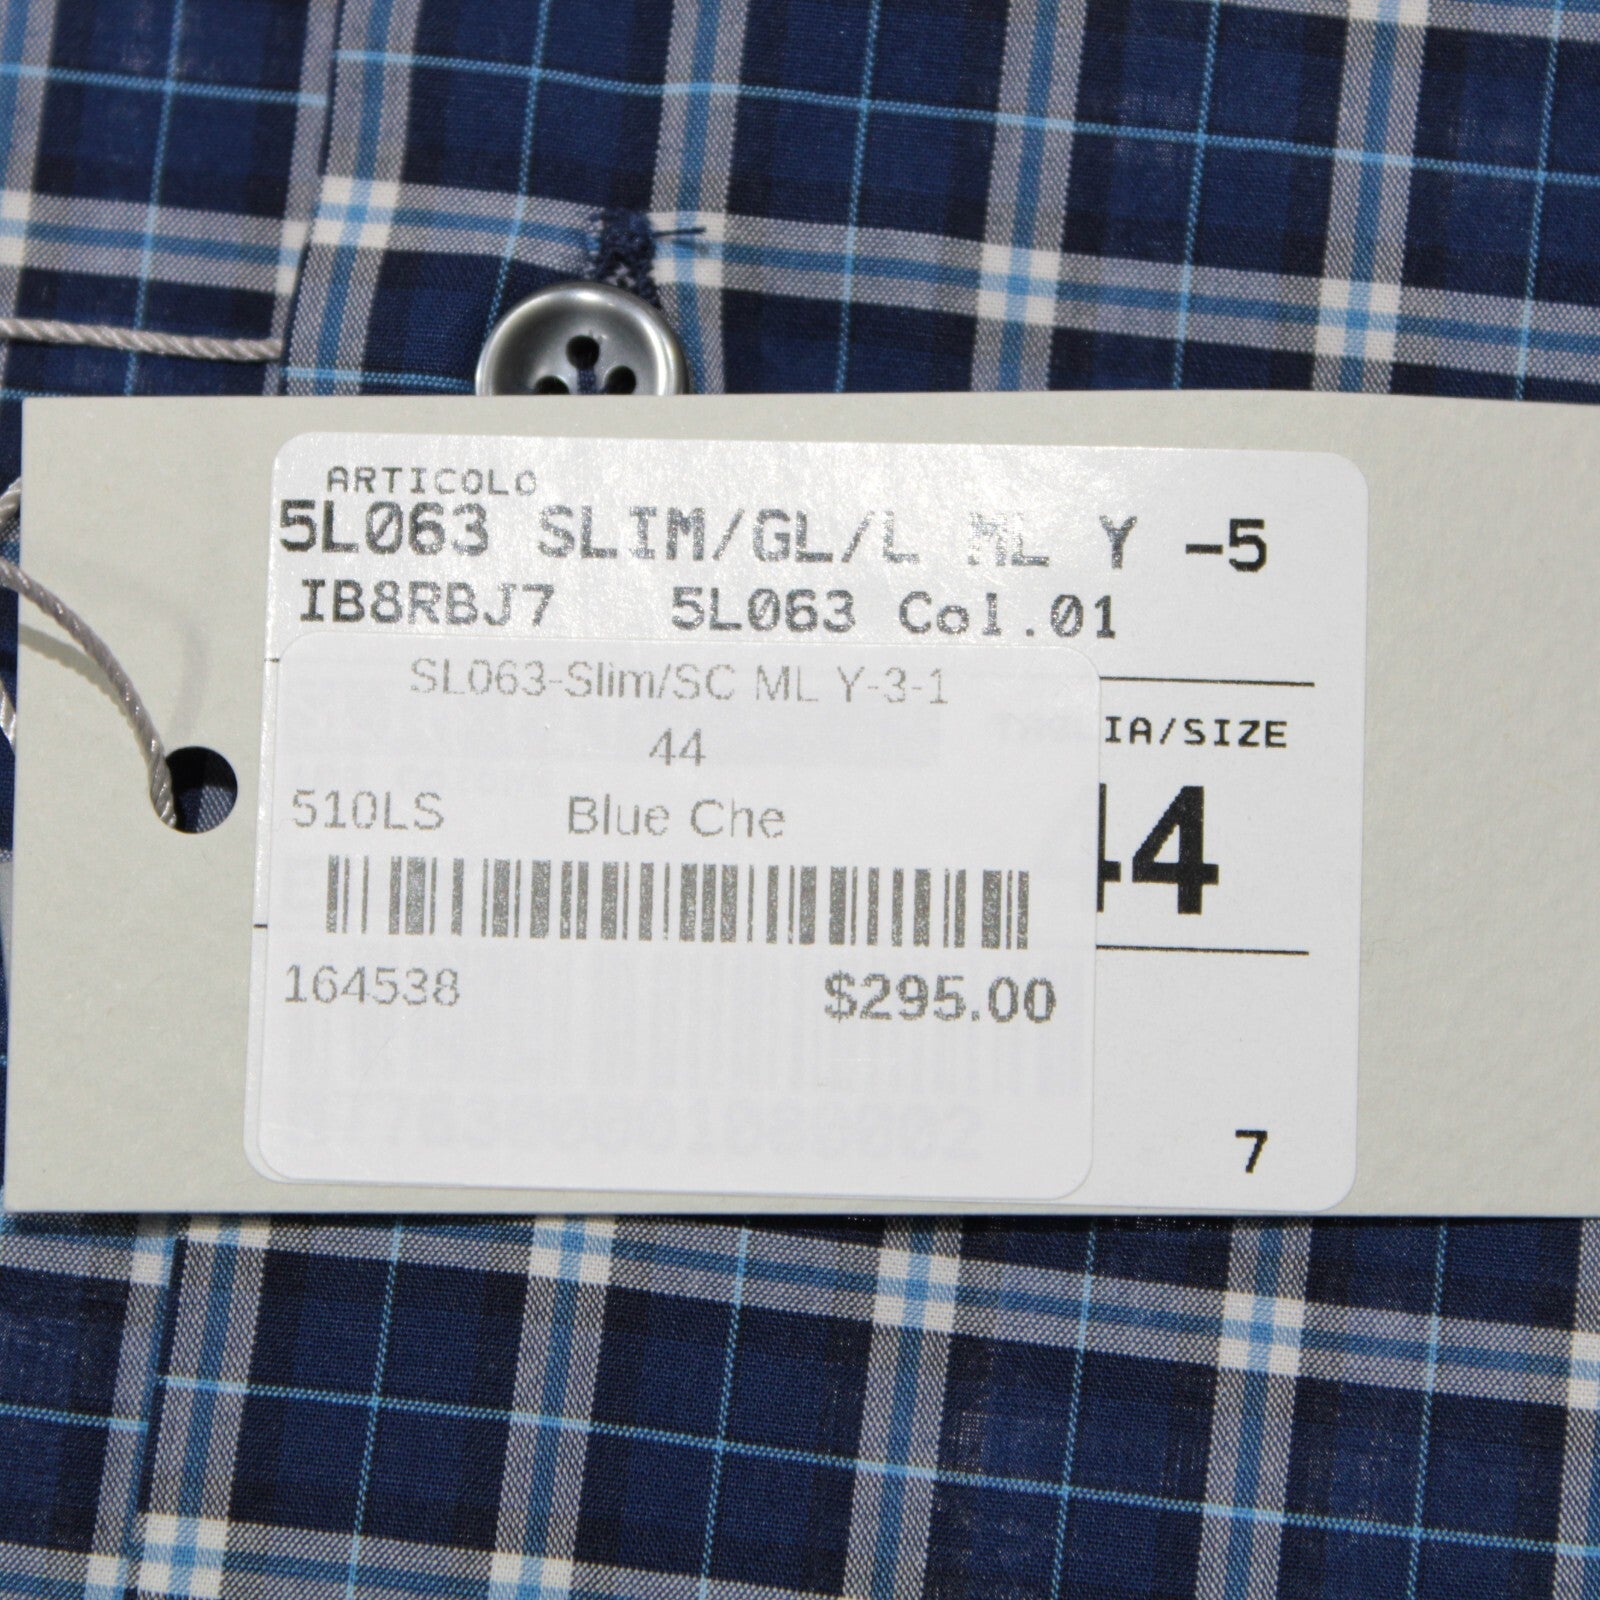 ARTICOLO
5L063 SLIM/GL/L ML Y -5
IB8RBJ7 5L063 Col.01
SL063-Slim/SC ML Y-3-1
IA/SIZE
44
44
510LS Blue Che
164538 $295.00
7